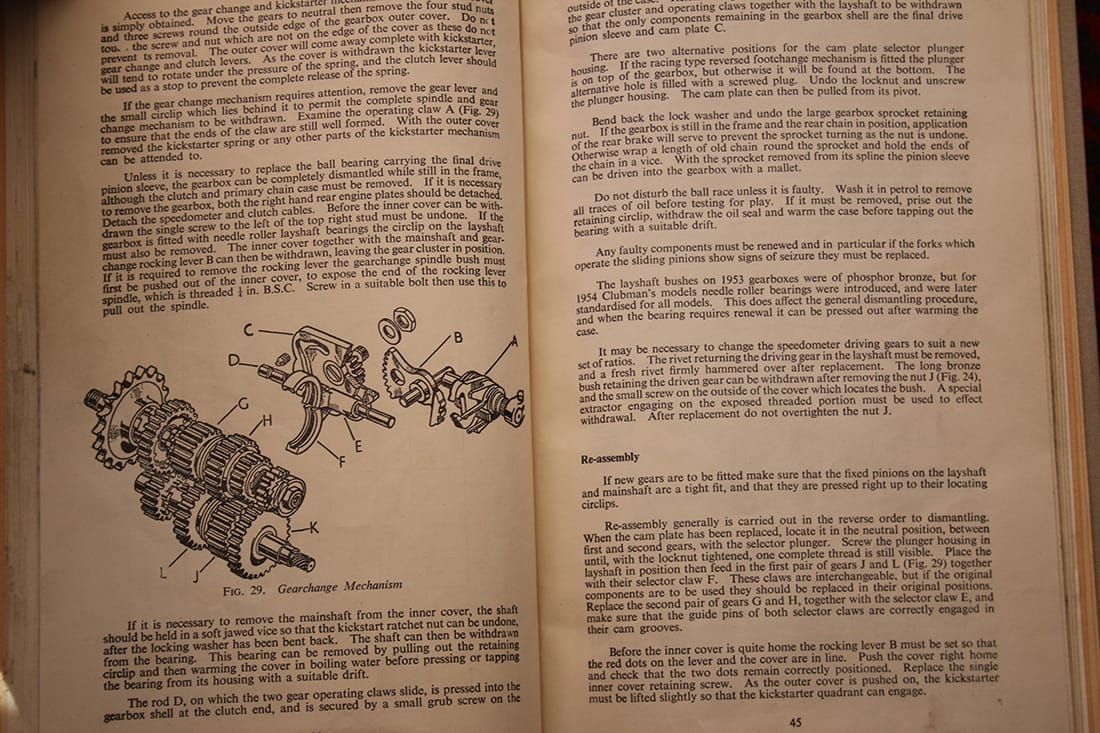 Access to the gear change and kickstarter
is simply obtained. Move the gears to neutral then remove the four stud nuts
and three screws round the outside edge of the gearbox outer cover. Do not
the screw and nut which are not on the edge of the cover as these do not
prevent ts removal. The outer cover will come away complete with kickstarter,
gear change and clutch levers. As the cover is withdrawn the kickstarter lever
will tend to rotate under the pressure of the spring, and the clutch lever should
be used as a stop to prevent the complete release of the spring.
If the gear change mechanism requires attention, remove the gear lever and
the small circlip which lies behind it to permit the complete spindle and gear
change mechanism to be withdrawn. Examine the operating claw A (Fig. 29)
to ensure that the ends of the claw are still well formed. With the outer cover
removed the kickstarter spring or any other parts of the kickstarter mechanism
can be attended to.
Unless it is necessary to replace the ball bearing carrying the final drive
pinion sleeve, the gearbox can be completely dismantled while still in the frame,
although the clutch and primary chain case must be removed. If it is necessary
to remove the gearbox, both the right hand rear engine plates should be detached.
Detach the speedometer and clutch cables. Before the inner cover can be with-
drawn the single screw to the left of the top right stud must be undone. If the
gearbox is fitted with needle roller layshaft bearings the circlip on the layshaft
must also be removed. The inner cover together with the mainshaft and gear-
change rocking lever B can then be withdrawn, leaving the gear cluster in position.
If it is required to remove the rocking lever the gearchange spindle bush must
first be pushed out of the inner cover, to expose the end of the rocking lever
spindle, which is threaded ¼ in. B.S.C. Screw in a suitable bolt then use this to
pull out the spindle.
C
B
A
D
G
H
E
F
K
L
J
FIG. 29. Gearchange Mechanism
If it is necessary to remove the mainshaft from the inner cover, the shaft
should be held in a soft jawed vice so that the kickstart ratchet nut can be undone,
after the locking washer has been bent back. The shaft can then be withdrawn
from the bearing. This bearing can be removed by pulling out the retaining
circlip and then warming the cover in boiling water before pressing or tapping
the bearing from its housing with a suitable drift.
The rod D, on which the two gear operating claws slide, is pressed into the
gearbox shell at the clutch end, and is secured by a small grub screw on the
outside of the case.
the gear cluster and operating claws together with the layshaft to be withdrawn
so that the only components remaining in the gearbox shell are the final drive
pinion sleeve and cam plate C.
There are two alternative positions for the cam plate selector plunger
housing. If the racing type reversed footchange mechanism is fitted the plunger
is on top of the gearbox, but otherwise it will be found at the bottom. The
alternative hole is filled with a screwed plug. Undo the locknut and unscrew
the plunger housing. The cam plate can then be pulled from its pivot.
Bend back the lock washer and undo the large gearbox sprocket retaining
nut. If the gearbox is still in the frame and the rear chain in position, application
of the rear brake will serve to prevent the sprocket turning as the nut is undone.
Otherwise wrap a length of old chain round the sprocket and hold the ends of
the chain in a vice. With the sprocket removed from its spline the pinion sleeve
can be driven into the gearbox with a mallet.
Do not disturb the ball race unless it is faulty. Wash it in petrol to remove
all traces of oil before testing for play. If it must be removed, prise out the
retaining circlip, withdraw the oil seal and warm the case before tapping out the
bearing with a suitable drift.
Any faulty components must be renewed and in particular if the forks which
operate the sliding pinions show signs of seizure they must be replaced.
The layshaft bushes on 1953 gearboxes were of phosphor bronze, but for
1954 Clubman's models needle roller bearings were introduced, and were later
standardised for all models. This does affect the general dismantling procedure,
and when the bearing requires renewal it can be pressed out after warming the
case.
It may be necessary to change the speedometer driving gears to suit a new
set of ratios. The rivet returning the driving gear in the layshaft must be removed,
and a fresh rivet firmly hammered over after replacement. The long bronze
bush retaining the driven gear can be withdrawn after removing the nut J (Fig. 24),
and the small screw on the outside of the cover which locates the bush. A special
extractor engaging on the exposed threaded portion must be used to effect
withdrawal. After replacement do not overtighten the nut J.
Re-assembly
If new gears are to be fitted make sure that the fixed pinions on the layshaft
and mainshaft are a tight fit, and that they are pressed right up to their locating
circlips.
Re-assembly generally is carried out in the reverse order to dismantling.
When the cam plate has been replaced, locate it in the neutral position, between
first and second gears, with the selector plunger. Screw the plunger housing in
until, with the locknut tightened, one complete thread is still visible. Place the
layshaft in position then feed in the first pair of gears J and L (Fig. 29) together
with their selector claw F. These claws are interchangeable, but if the original
components are to be used they should be replaced in their original positions.
Replace the second pair of gears G and H, together with the selector claw E, and
make sure that the guide pins of both selector claws are correctly engaged in
their cam grooves.
Before the inner cover is quite home the rocking lever B must be set so that
the red dots on the lever and the cover are in line. Push the cover right home
and check that the two dots remain correctly positioned. Replace the single
inner cover retaining screw. As the outer cover is pushed on, the kickstarter
must be lifted slightly so that the kickstarter quadrant can engage.
45